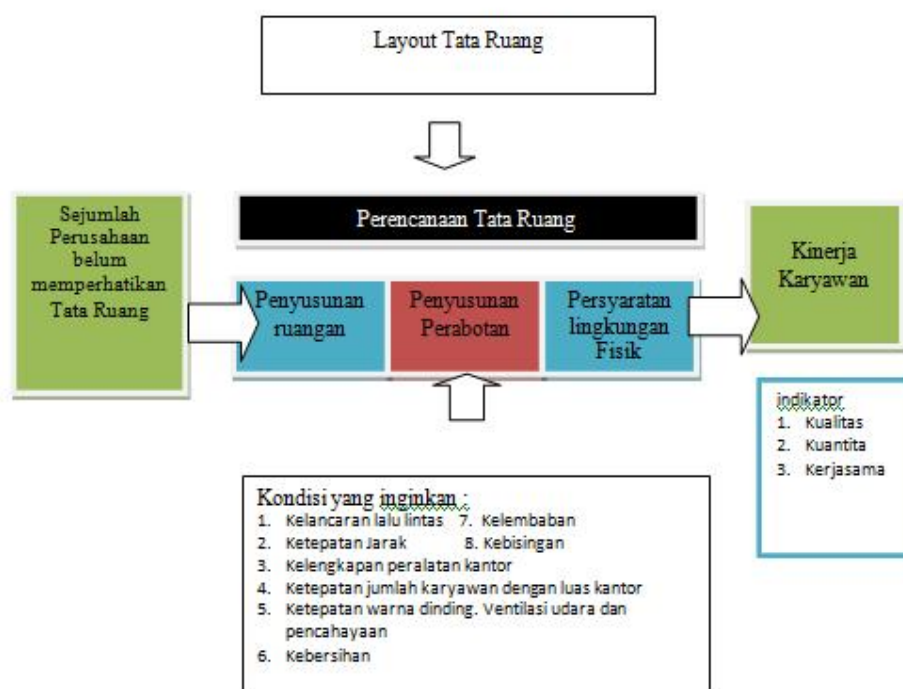 Layout Tata Ruang
Sejumlah
Perusahaan
belum
memperhatikan
Tata Ruang
Perencanaan Tata Ruang
Penyusunan
ruangan
Penyusunan
Perabotan
Persyaratan
lingkungan
Fisik
Kinerja
Karyawan
indikator
1. Kualitas
2. Kuantita
3. Kerjasama
Kondisi yang inginkan :
1. Kelancaran lalu lintas 7. Kelembaban
2. Ketepatan Jarak 8. Kebisingan
3. Kelengkapan peralatan kantor
4. Ketepatan jumlah karyawan dengan luas kantor
5. Ketepatan warna dinding. Ventilasi udara dan
pencahayaan
6. Kebersihan